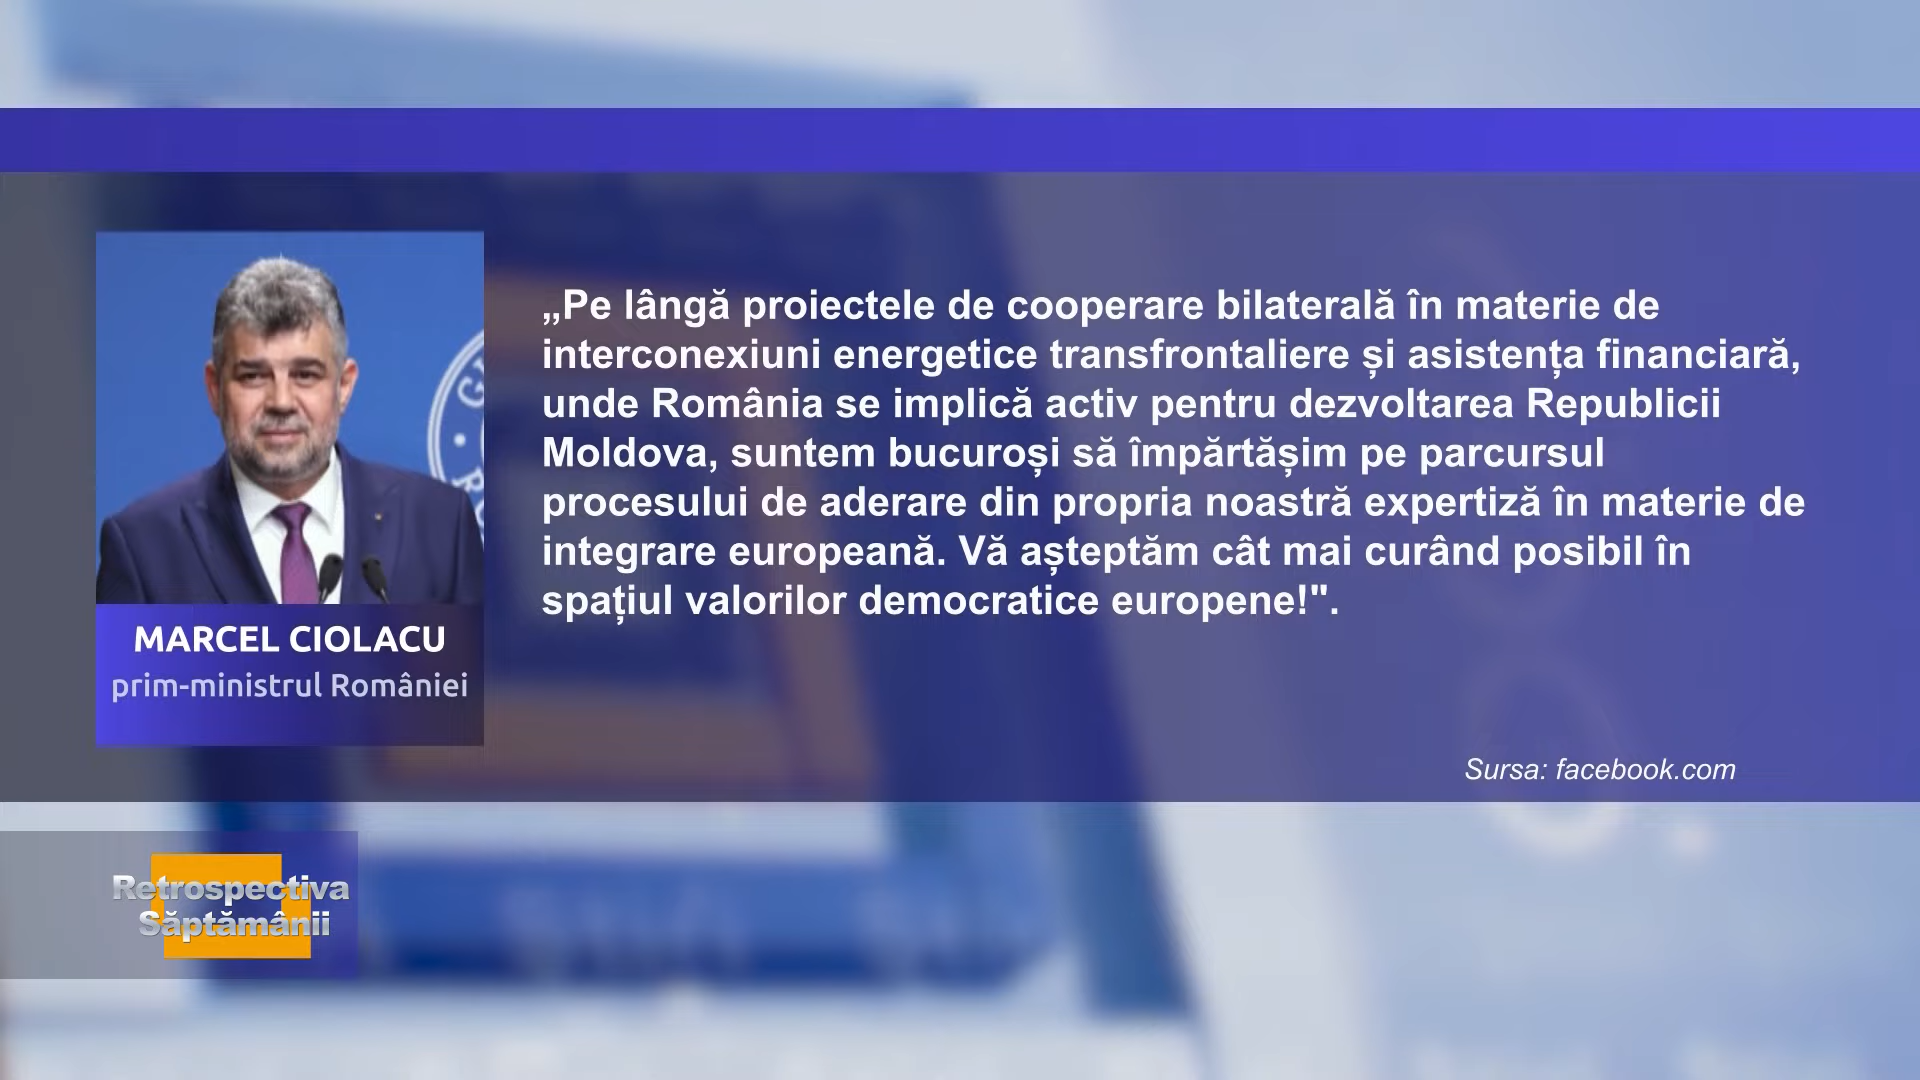 „Pe lângă proiectele de cooperare bilaterală în materie de
interconexiuni energetice transfrontaliere și asistența financiară,
unde România se implică activ pentru dezvoltarea Republicii
Moldova, suntem bucuroși să împărtășim pe parcursul
procesului de aderare din propria noastră expertiză în materie de
integrare europeană. Vă așteptăm cât mai curând posibil în
spațiul valorilor democratice europene!".
MARCEL CIOLACU
prim-ministrul României
Sursa: facebook.com
Retrospectiva
Săptămânii